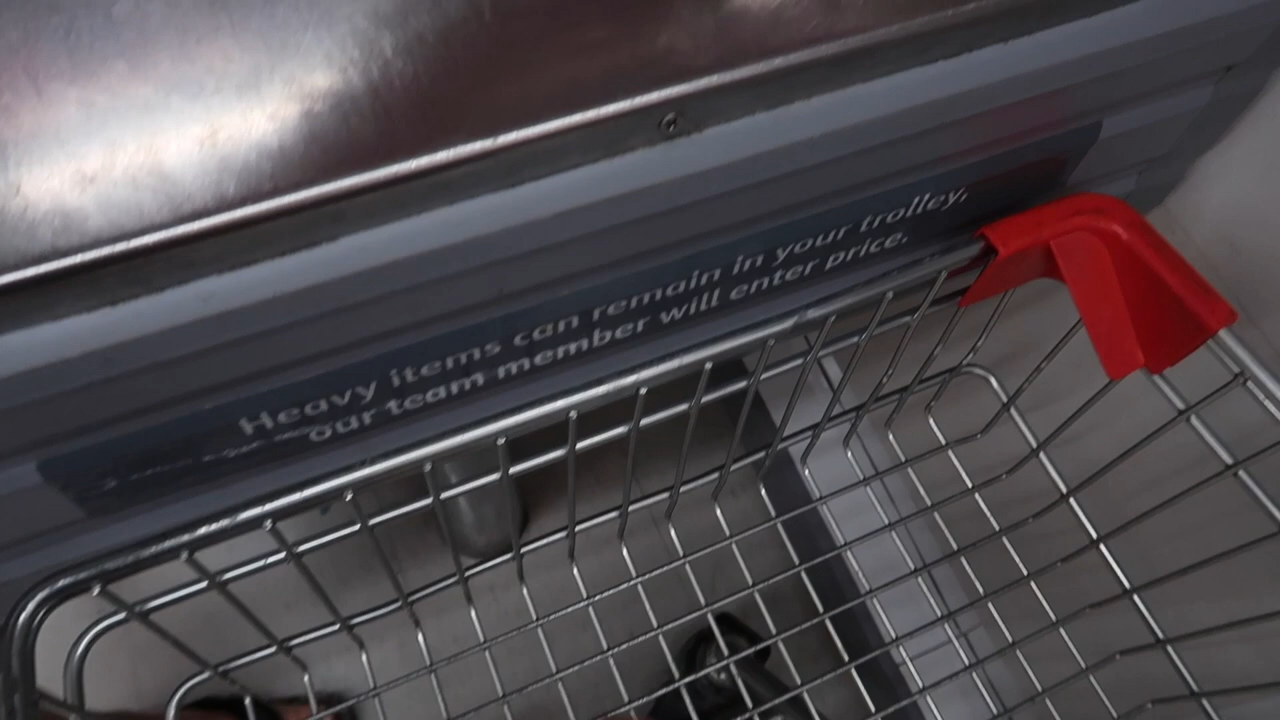 Heavy items can remain in your trolley,
our team member will enter price.